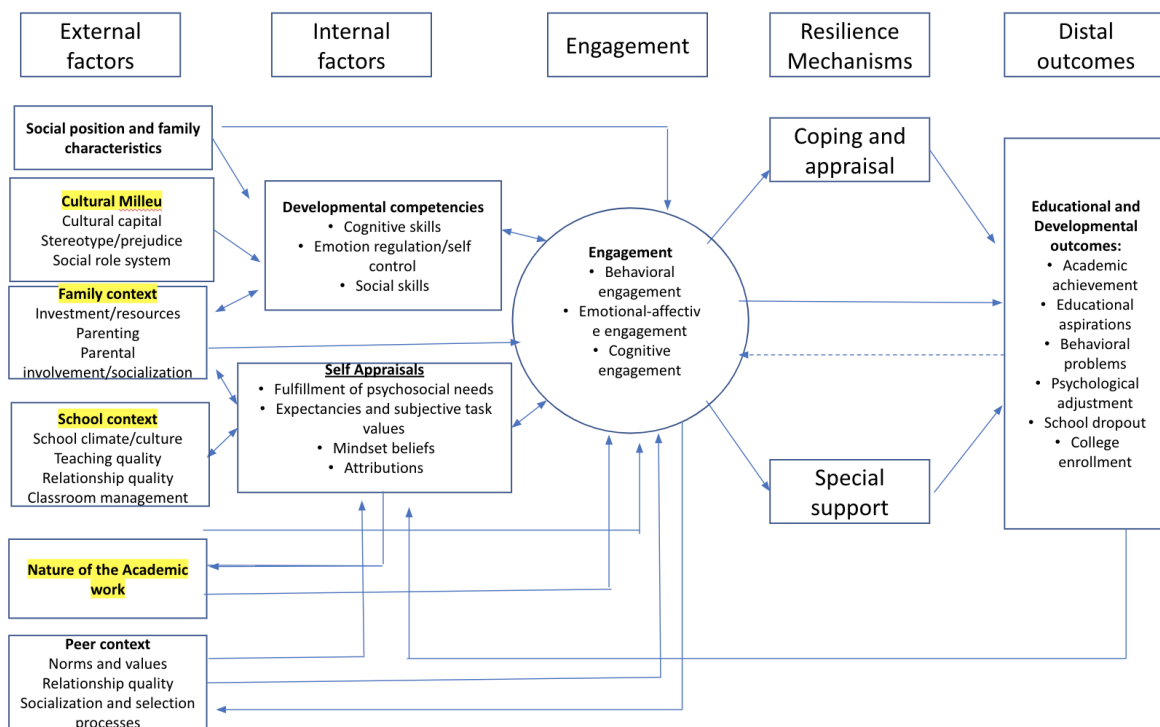 External
factors
Internal
factors
Engagement
Resilience
Mechanisms
Distal
outcomes
Social position and family
characteristics
Cultural Milleu
Cultural capital
Stereotype/prejudice
Social role system
Family context
Investment/resources
Parenting
Parental
involvement/socialization
School context
School climate/culture
Teaching quality
Relationship quality
Classroom management
Nature of the Academic
work
Peer context
Norms and values
Relationship quality
Socialization and selection
processes
Developmental competencies
• Cognitive skills
• Emotion regulation/self
control
• Social skills
Self Appraisals
• Fulfillment of psychosocial needs
• Expectancies and subjective task
values
• Mindset beliefs
• Attributions
Engagement
• Behavioral
engagement
• Emotional-affectiv
e engagement
• Cognitive
engagement
Coping and
appraisal
Special
support
Educational and
Developmental
outcomes:
• Academic
achievement
• Educational
aspirations
• Behavioral
problems
• Psychological
adjustment
• School dropout
• College
enrollment